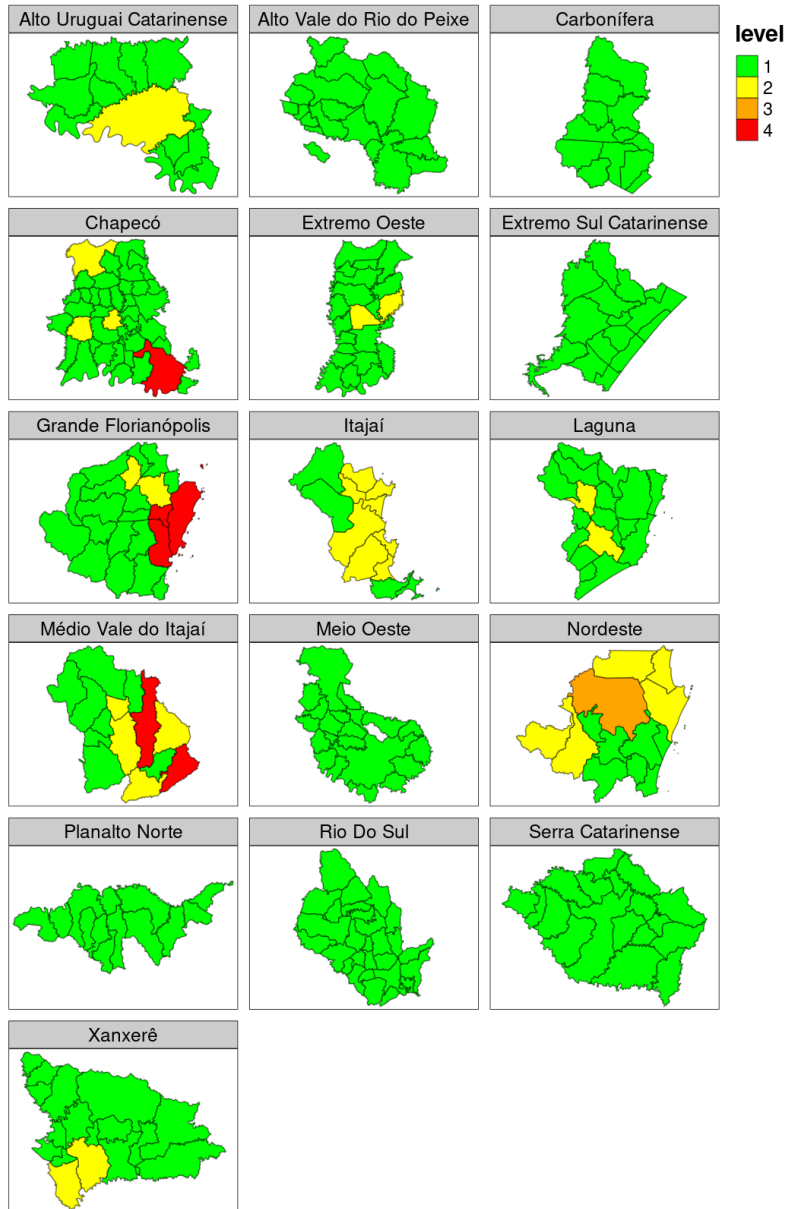 Alto Uruguai Catarinense
Alto Vale do Rio do Peixe
Carbonífera
level
1
2
3
4
Chapecó
Extremo Oeste
Extremo Sul Catarinense
Grande Florianópolis
Itajaí
Laguna
Médio Vale do Itajaí
Meio Oeste
Nordeste
Planalto Norte
Rio Do Sul
Serra Catarinense
Xanxerê